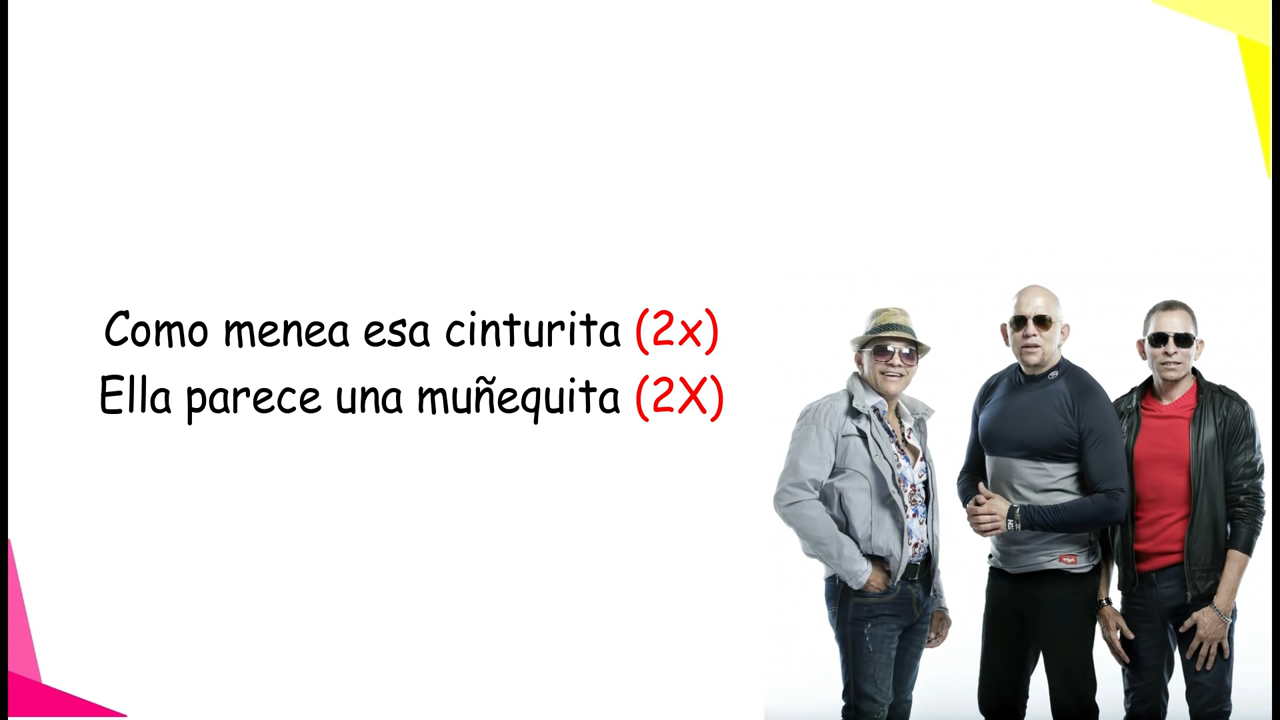 Como menea esa cinturita (2x)
Ella parece una muñequita (2X)